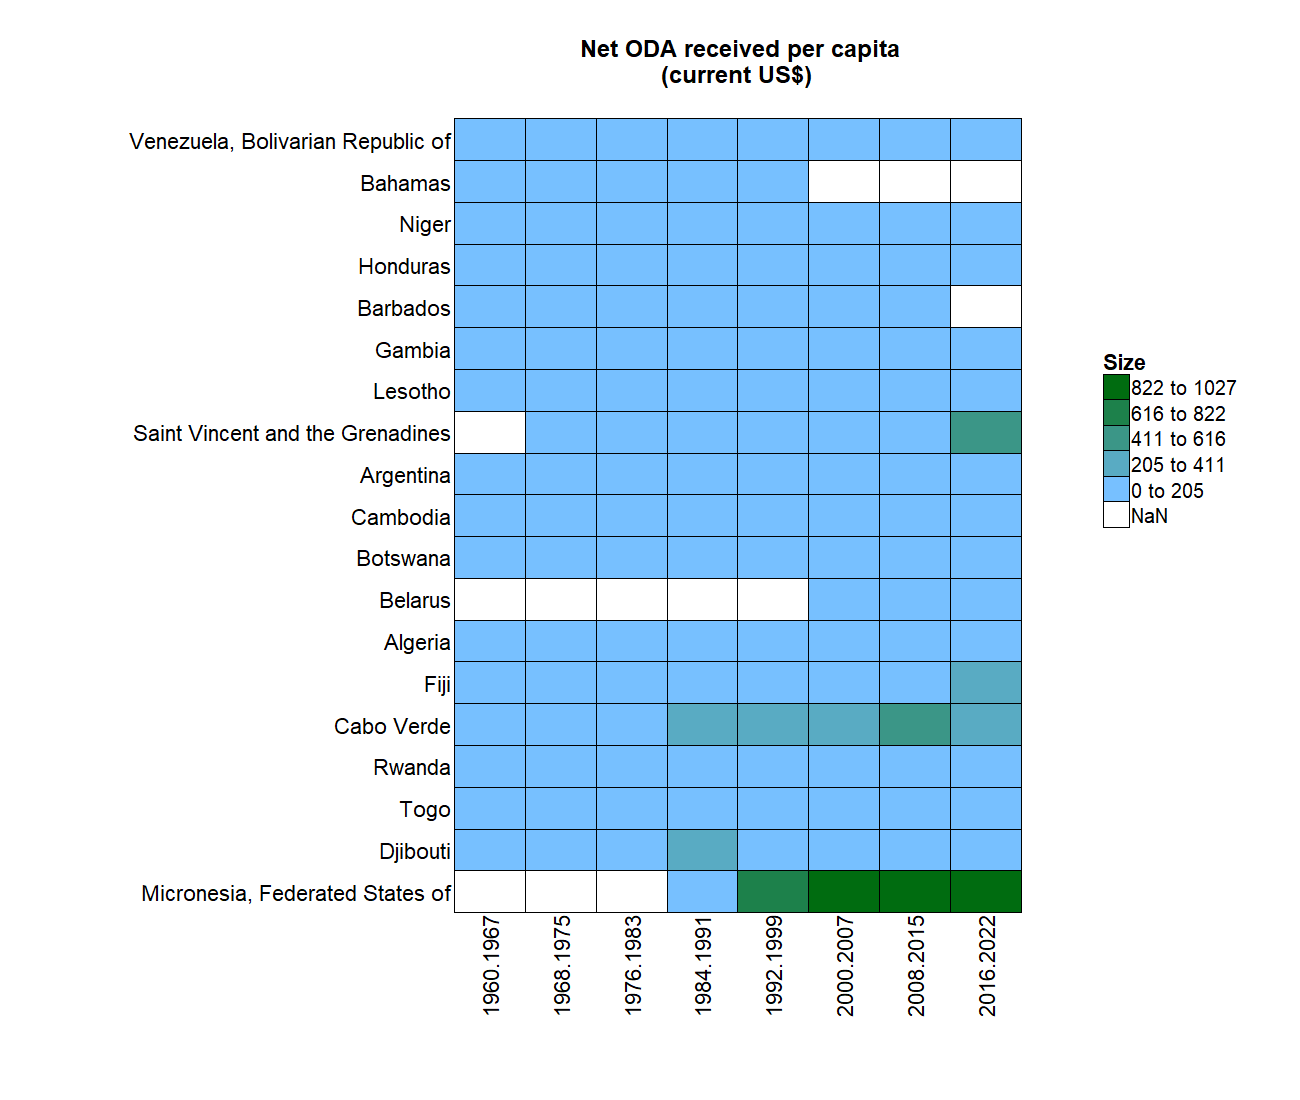 Net ODA received per capita
(current US$)
Venezuela, Bolivarian Republic of
Bahamas
Niger
Honduras
Barbados
Gambia
Lesotho
Saint Vincent and the Grenadines
Argentina
Cambodia
Botswana
Belarus
Algeria
Fiji
Cabo Verde
Rwanda
Togo
Djibouti
Micronesia, Federated States of
1960.1967
1968.1975
1976.1983
1984.1991
1992.1999
2000.2007
2008.2015
2016.2022
Size
822 to 1027
616 to 822
411 to 616
205 to 411
0 to 205
NaN